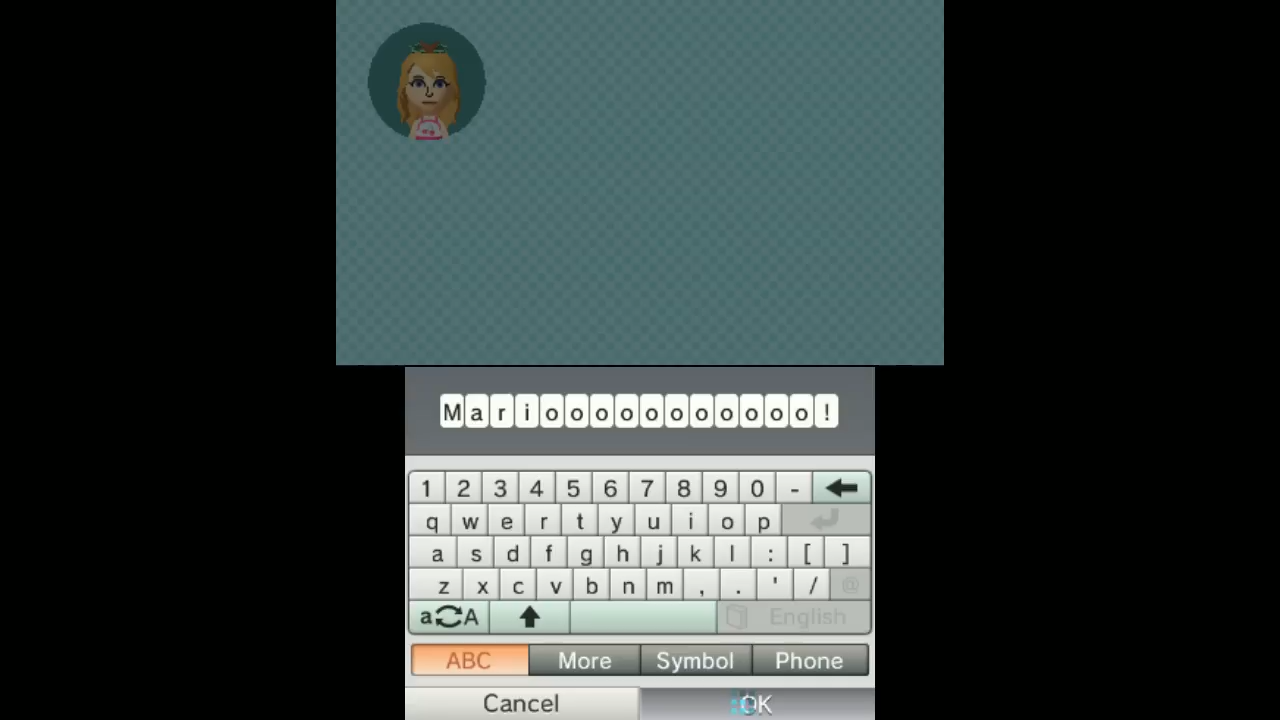 Mariooooooooooo!
1 2 3 4 5 6 7 8 9 0 -
q w e r t y u i o p
a s d f g h j k l : [ ]
z x c v b n m , . ' / @
a A English
ABC More Symbol Phone
Cancel OK